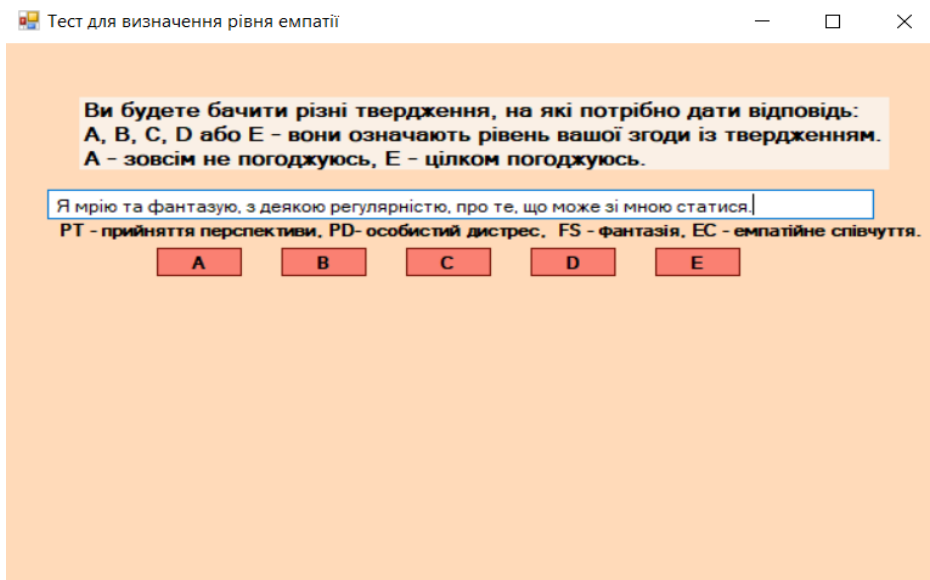 Тест для визначення рівня емпатії
Ви будете бачити різні твердження, на які потрібно дати відповідь:
A, B, C, D або E - вони означають рівень вашої згоди із твердженням.
A - зовсім не погоджуюсь, E - цілком погоджуюсь.
Я мрію та фантазую, з деякою регулярністю, про те, що може зі мною статися.
PT - прийняття перспективи, PD- особистий дистрес, FS - фантазія, EC - емпатійне співчуття.
A B C D E